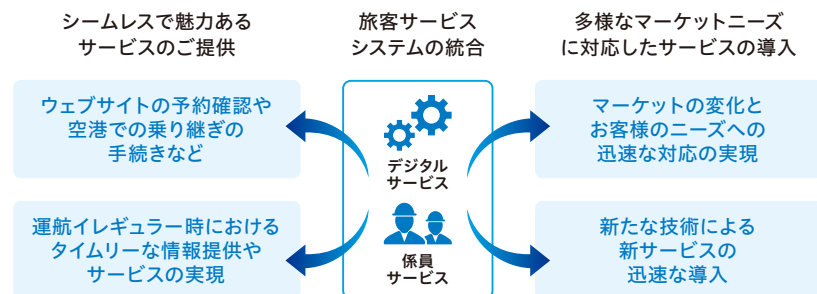 シームレスで魅力ある
サービスのご提供
旅客サービス
システムの統合
多様なマーケットニーズ
に対応したサービスの導入
ウェブサイトの予約確認や
空港での乗り継ぎの
手続きなど
運航イレギュラー時における
タイムリーな情報提供や
サービスの実現
デジタル
サービス
係員
サービス
マーケットの変化と
お客様のニーズへの
迅速な対応の実現
新たな技術による
新サービスの
迅速な導入